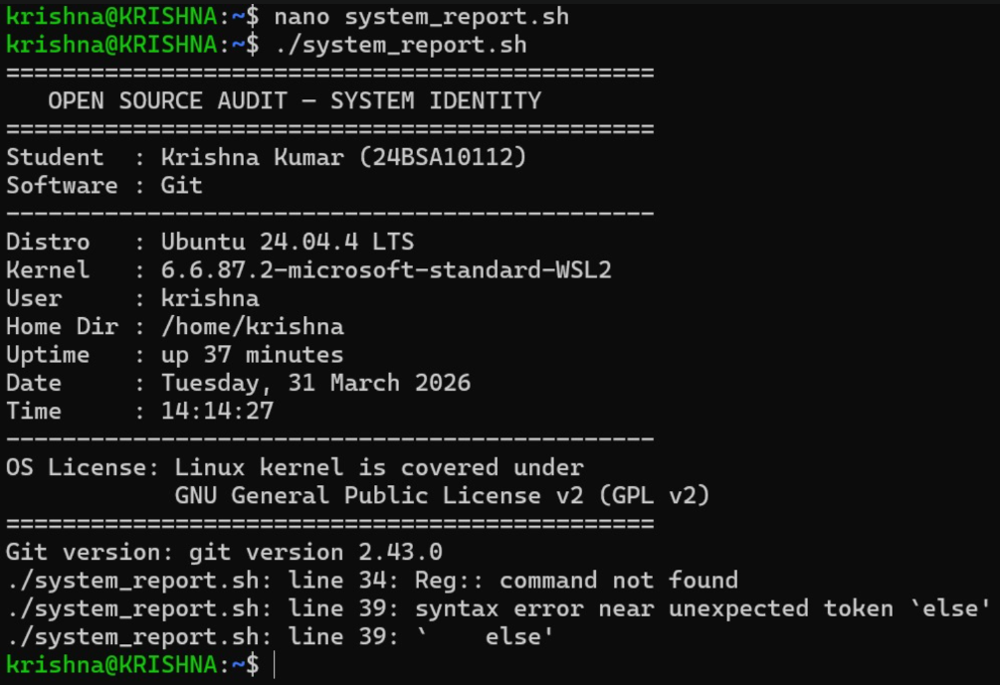 krishna@KRISHNA:~$ nano system_report.sh
krishna@KRISHNA:~$ ./system_report.sh
==============================================
   OPEN SOURCE AUDIT — SYSTEM IDENTITY
==============================================
Student  : Krishna Kumar (24BSA10112)
Software : Git
----------------------------------------------
Distro   : Ubuntu 24.04.4 LTS
Kernel   : 6.6.87.2-microsoft-standard-WSL2
User     : krishna
Home Dir : /home/krishna
Uptime   : up 37 minutes
Date     : Tuesday, 31 March 2026
Time     : 14:14:27
----------------------------------------------
OS License: Linux kernel is covered under
            GNU General Public License v2 (GPL v2)
==============================================
Git version: git version 2.43.0
./system_report.sh: line 34: Reg:: command not found
./system_report.sh: line 39: syntax error near unexpected token `else'
./system_report.sh: line 39: `    else'
krishna@KRISHNA:~$